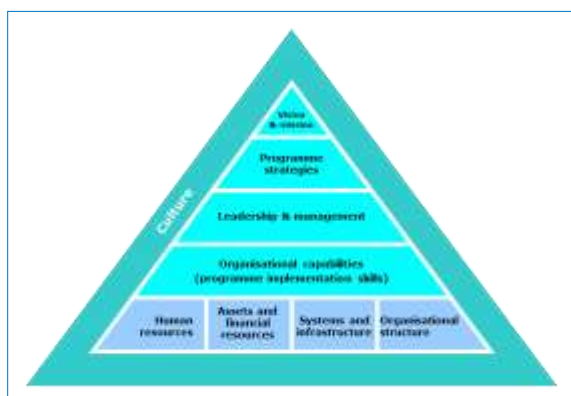 Vision
& mission
Programme
strategies
Culture
Leadership & management
Organisational capabilities
(programme implementation skills)
Human
resources
Assets and
financial
resources
Systems and
infrastructure
Organisational
structure